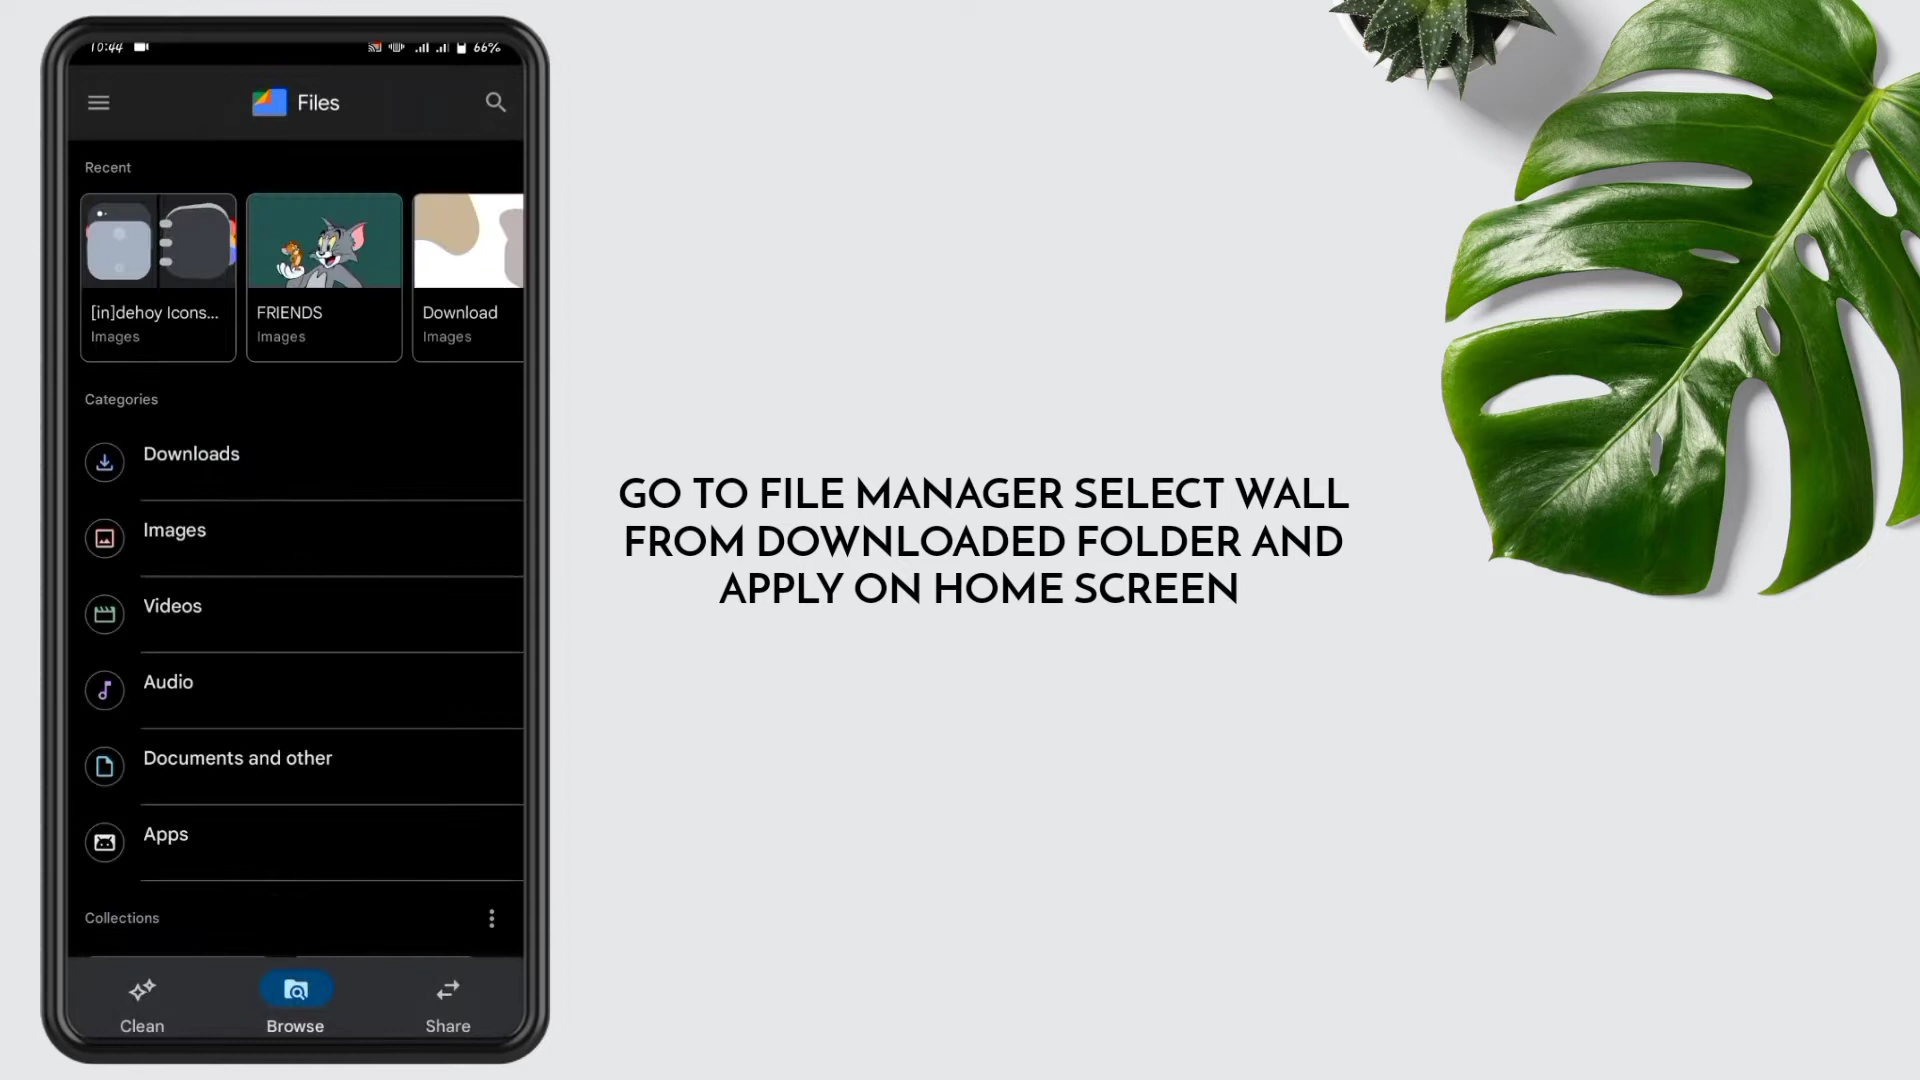 10:44
66%
Files
Recent
[in]dehoy Icons...
Images
FRIENDS
Images
Download
Images
Categories
Downloads
Images
Videos
Audio
Documents and other
Apps
Collections
Clean
Browse
Share
GO TO FILE MANAGER SELECT WALL
FROM DOWNLOADED FOLDER AND
APPLY ON HOME SCREEN